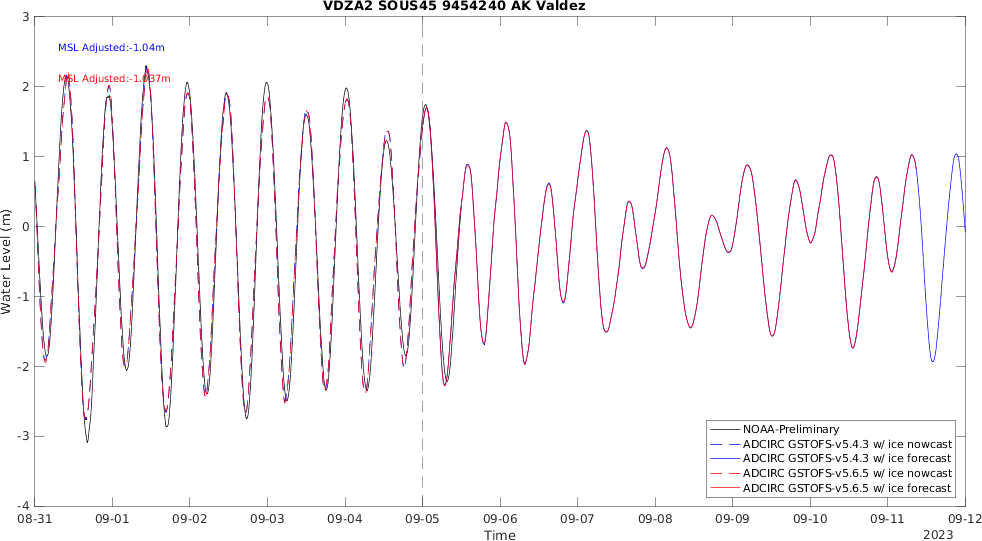 VDZA2 SOUS45 9454240 AK Valdez
MSL Adjusted:-1.04m
MSL Adjusted:-1.037m
Water Level (m)
3
2
1
0
-1
-2
-3
-4
NOAA-Preliminary
ADCIRC GSTOFS-v5.4.3 w/ ice nowcast
ADCIRC GSTOFS-v5.4.3 w/ ice forecast
ADCIRC GSTOFS-v5.6.5 w/ ice nowcast
ADCIRC GSTOFS-v5.6.5 w/ ice forecast
08-31 09-01 09-02 09-03 09-04 09-05 09-06 09-07 09-08 09-09 09-10 09-11 09-12
Time
2023